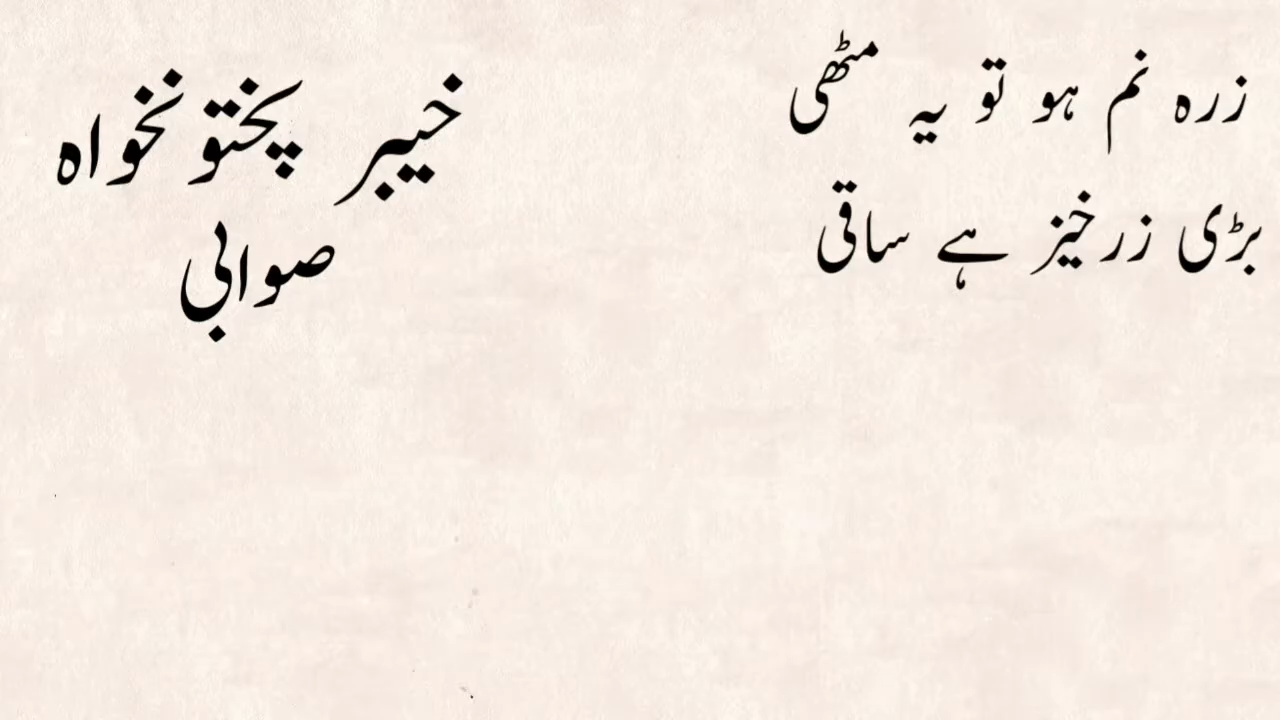 زرہ نم ہو تو یہ مٹھی
بڑی زرخیز ہے ساقی
خیبر پختونخواہ
صوابی